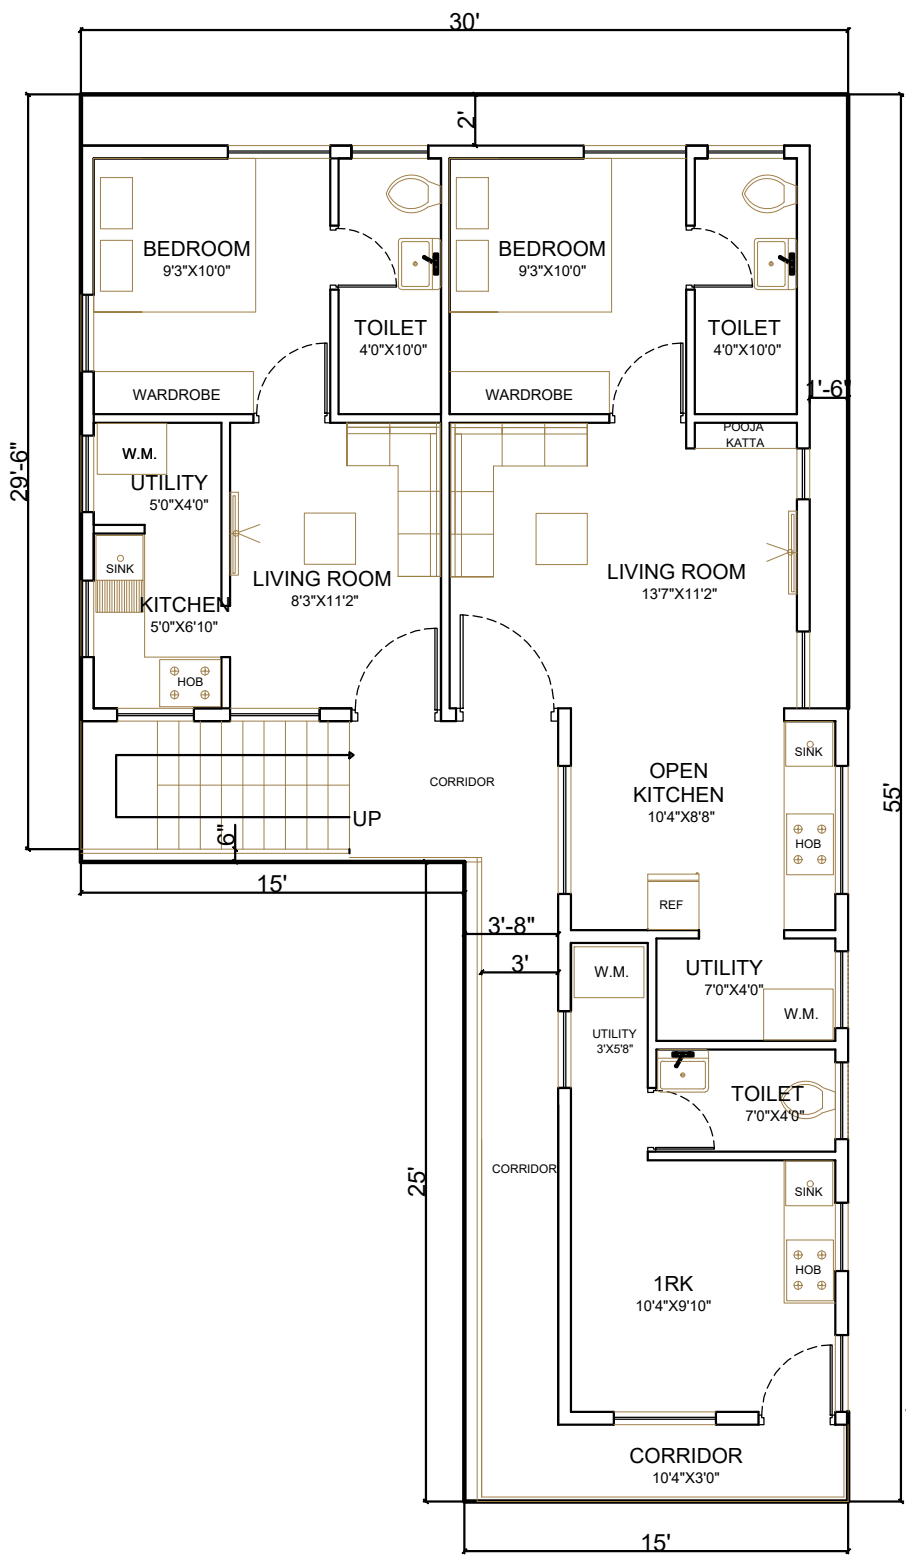 30'
2'
BEDROOM
9'3"X10'0"
BEDROOM
9'3"X10'0"
TOILET
4'0"X10'0"
TOILET
4'0"X10'0"
1'-6"
WARDROBE
WARDROBE
POOJA
KATTA
W.M.
UTILITY
5'0"X4'0"
29'-6"
SINK
LIVING ROOM
8'3"X11'2"
LIVING ROOM
13'7"X11'2"
KITCHEN
5'0"X6'10"
HOB
SINK
OPEN
KITCHEN
10'4"X8'8"
CORRIDOR
55'
UP
6"
HOB
15'
REF
3'-8"
3'
W.M.
UTILITY
7'0"X4'0"
W.M.
UTILITY
3'X5'8"
TOILET
7'0"X4'0"
25'
CORRIDOR
SINK
HOB
1RK
10'4"X9'10"
CORRIDOR
10'4"X3'0"
15'